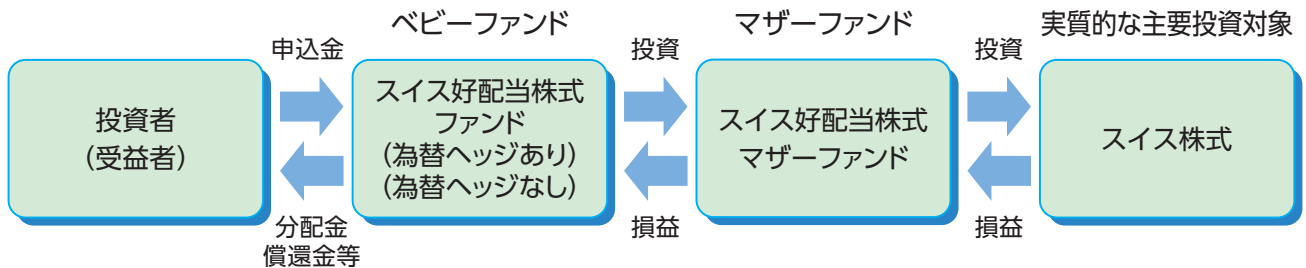 ベビーファンド
マザーファンド
実質的な主要投資対象
申込金
投資
投資
投資者
(受益者)
スイス好配当株式
ファンド
(為替ヘッジあり)
(為替ヘッジなし)
スイス好配当株式
マザーファンド
スイス株式
分配金
償還金等
損益
損益